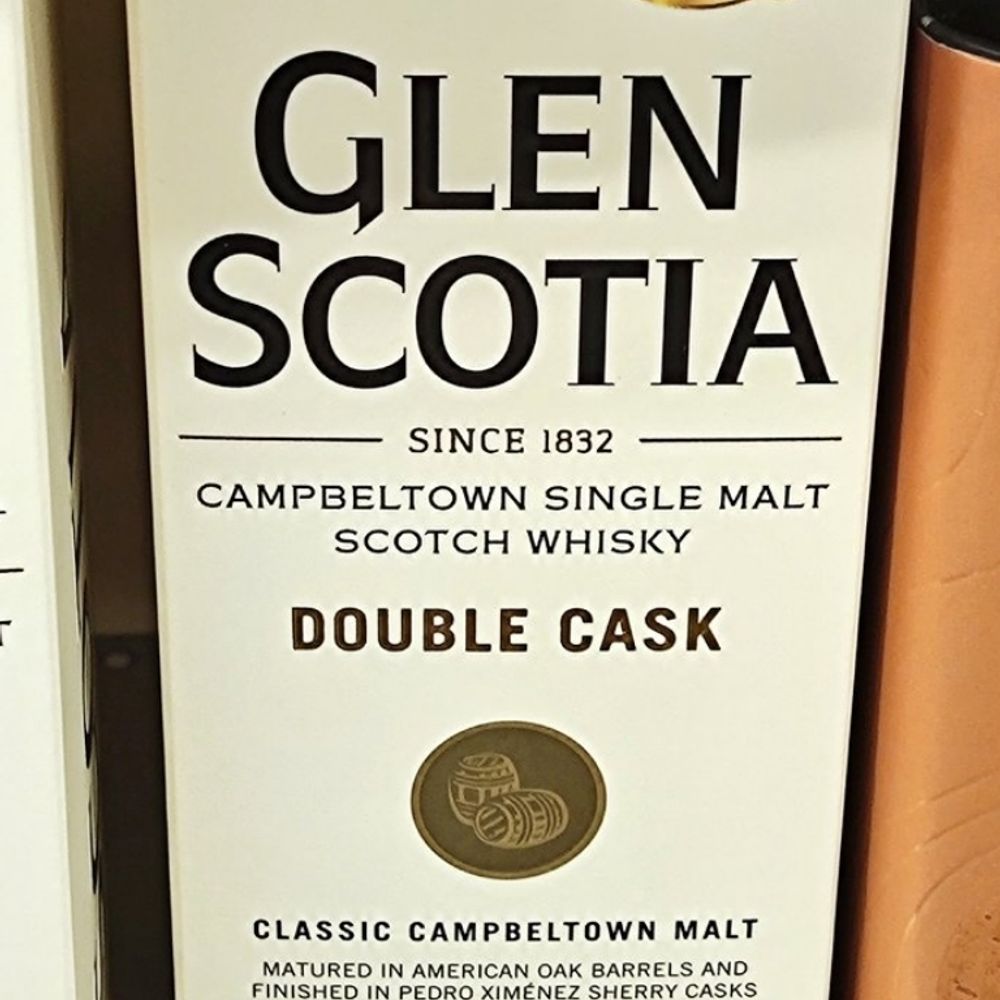 GLEN
SCOTIA
SINCE 1832
CAMPBELTOWN SINGLE MALT
SCOTCH WHISKY
DOUBLE CASK
CLASSIC CAMPBELTOWN MALT
MATURED IN AMERICAN OAK BARRELS AND
FINISHED IN PEDRO XIMÉNEZ SHERRY CASKS